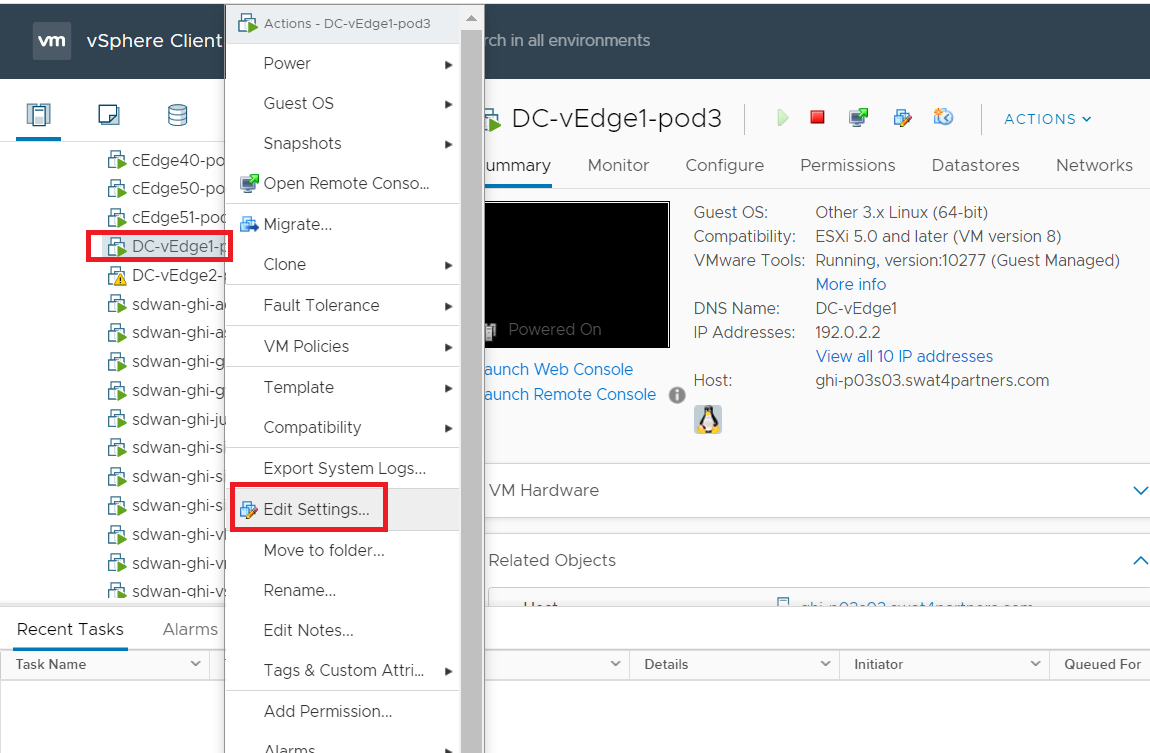 vm vSphere Client
rch in all environments
Actions - DC-vEdge1-pod3
Power
Guest OS
Snapshots
Open Remote Conso...
Migrate...
Clone
Fault Tolerance
VM Policies
Template
Compatibility
Export System Logs...
Edit Settings...
Move to folder...
Rename...
Edit Notes...
Tags & Custom Attri...
Add Permission...
Alarms
cEdge40-po
cEdge50-po
cEdge51-poc
DC-vEdge1-p
DC-vEdge2-
sdwan-ghi-a
sdwan-ghi-a
sdwan-ghi-g
sdwan-ghi-g
sdwan-ghi-ju
sdwan-ghi-s
sdwan-ghi-s
sdwan-ghi-s
sdwan-ghi-v
sdwan-ghi-v
sdwan-ghi-v
DC-vEdge1-pod3
ACTIONS
ummary Monitor Configure Permissions Datastores Networks
Powered On
aunch Web Console
aunch Remote Console
Guest OS: Other 3.x Linux (64-bit)
Compatibility: ESXi 5.0 and later (VM version 8)
VMware Tools: Running, version:10277 (Guest Managed)
More info
DNS Name: DC-vEdge1
IP Addresses: 192.0.2.2
View all 10 IP addresses
Host: ghi-p03s03.swat4partners.com
VM Hardware
Related Objects
Host ghi-p03s03.swat4partners.com
Recent Tasks Alarms
Task Name Details Initiator Queued For